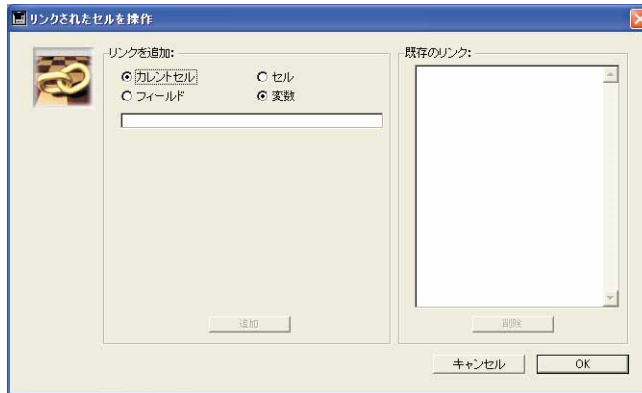 リンクされたセルを操作
リンクを追加:
カレントセル
セル
フィールド
変数
追加
既存のリンク:
削除
キャンセル
OK